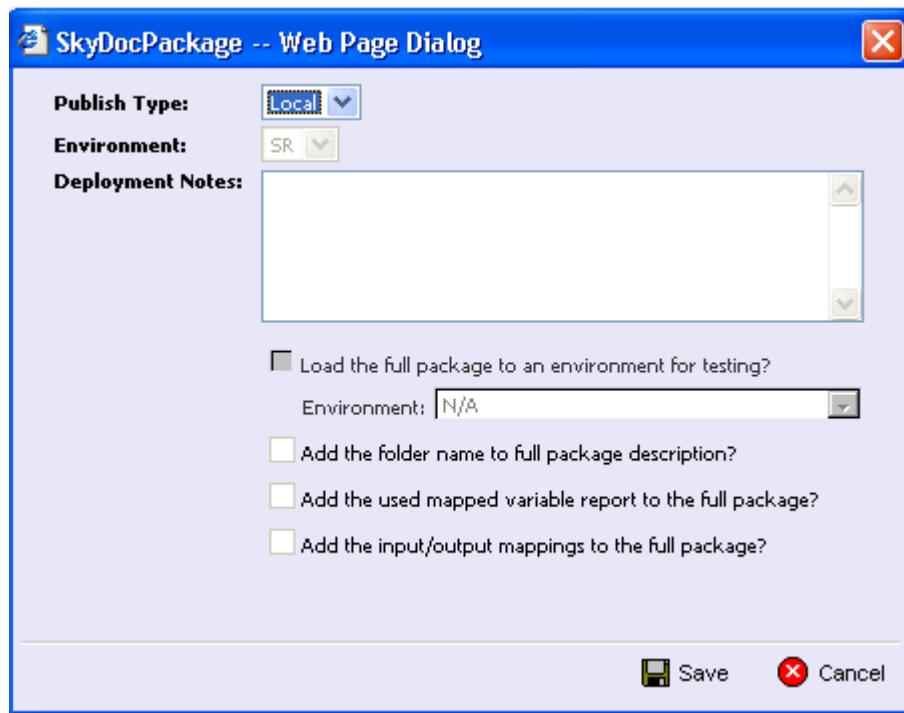 SkyDocPackage -- Web Page Dialog
Publish Type: Local
Environment: SR
Deployment Notes:
Load the full package to an environment for testing?
Environment: N/A
Add the folder name to full package description?
Add the used mapped variable report to the full package?
Add the input/output mappings to the full package?
Save Cancel